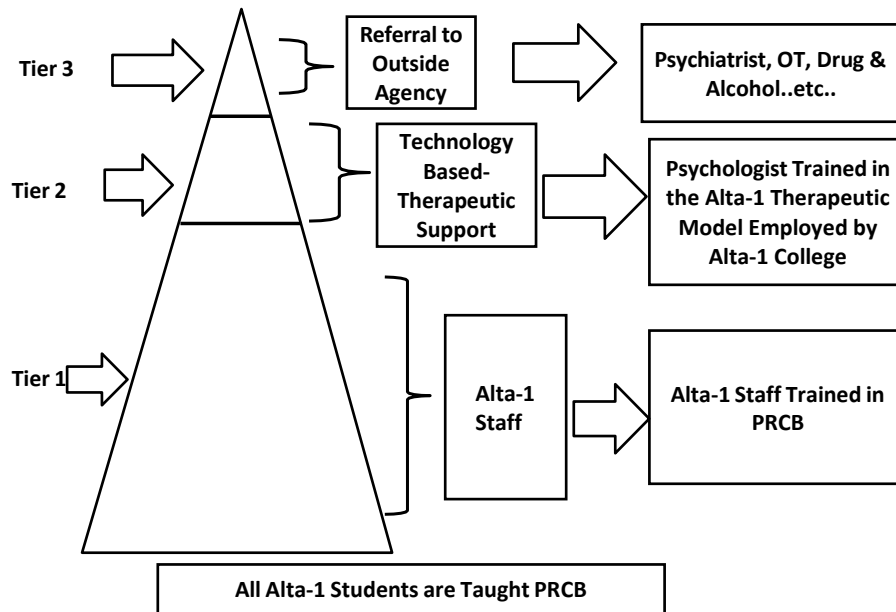 Tier 3
Referral to
Outside
Agency
Psychiatrist, OT, Drug &
Alcohol..etc..
Tier 2
Technology
Based-
Therapeutic
Support
Psychologist Trained in
the Alta-1 Therapeutic
Model Employed by
Alta-1 College
Tier 1
Alta-1
Staff
Alta-1 Staff Trained in
PRCB
All Alta-1 Students are Taught PRCB